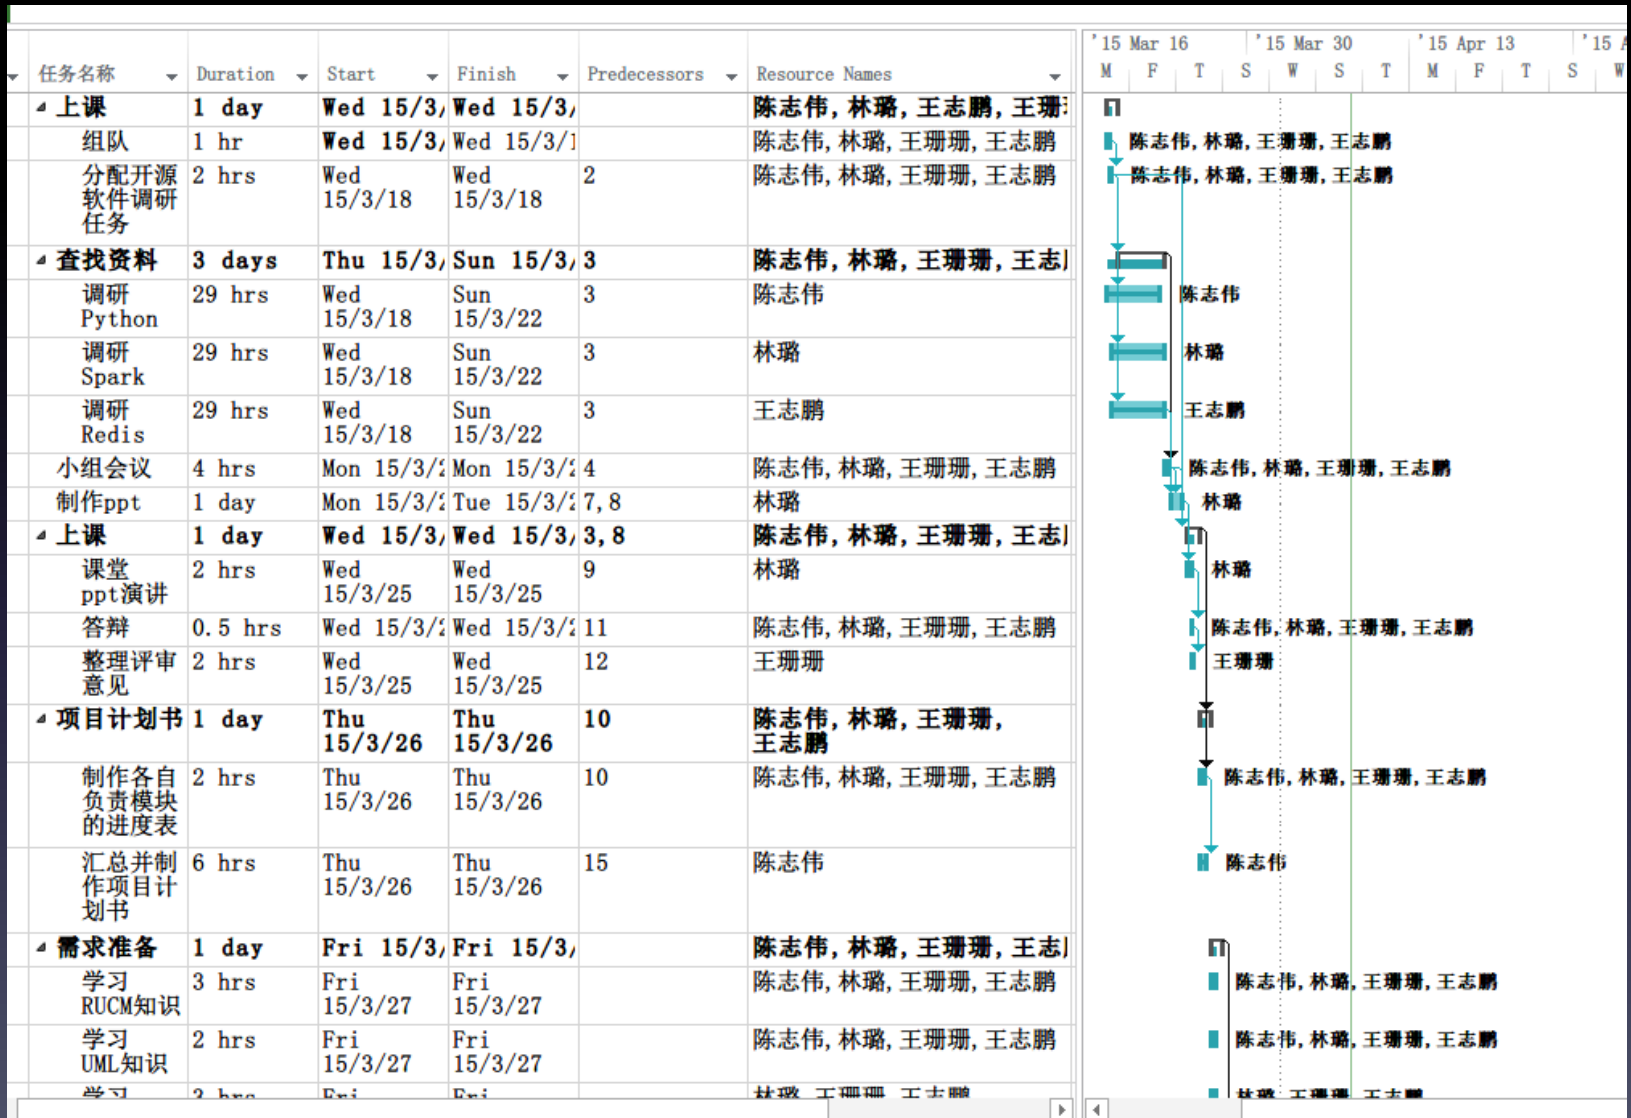 '15 Mar 16 '15 Mar 30 '15 Apr 13 '15 A
任务名称 Duration Start Finish Predecessors Resource Names M F T S W S T M F T S W
上课 1 day Wed 15/3/ Wed 15/3/ 陈志伟,林璐,王志鹏,王珊
组队 1 hr Wed 15/3/ Wed 15/3/1 陈志伟,林璐,王珊珊,王志鹏 陈志伟,林璐,王珊珊,王志鹏
分配开源 2 hrs Wed Wed 2 陈志伟,林璐,王珊珊,王志鹏 陈志伟,林璐,王珊珊,王志鹏
软件调研 15/3/18 15/3/18
任务
查找资料 3 days Thu 15/3/ Sun 15/3/ 3 陈志伟,林璐,王珊珊,王志
调研 29 hrs Wed Sun 3 陈志伟 陈志伟
Python 15/3/18 15/3/22
调研 29 hrs Wed Sun 3 林璐 林璐
Spark 15/3/18 15/3/22
调研 29 hrs Wed Sun 3 王志鹏 王志鹏
Redis 15/3/18 15/3/22
小组会议 4 hrs Mon 15/3/2 Mon 15/3/2 4 陈志伟,林璐,王珊珊,王志鹏 陈志伟,林璐,王珊珊,王志鹏
制作ppt 1 day Mon 15/3/2 Tue 15/3/2 7,8 林璐 林璐
上课 1 day Wed 15/3/ Wed 15/3/ 3,8 陈志伟,林璐,王珊珊,王志
课堂 2 hrs Wed Wed 9 林璐 林璐
ppt演讲 15/3/25 15/3/25
答辩 0.5 hrs Wed 15/3/2 Wed 15/3/2 11 陈志伟,林璐,王珊珊,王志鹏 陈志伟,林璐,王珊珊,王志鹏
整理评审 2 hrs Wed Wed 12 王珊珊 王珊珊
意见 15/3/25 15/3/25
项目计划书 1 day Thu Thu 10 陈志伟,林璐,王珊珊,
15/3/26 15/3/26 王志鹏
制作各自 2 hrs Thu Thu 10 陈志伟,林璐,王珊珊,王志鹏 陈志伟,林璐,王珊珊,王志鹏
负责模块 15/3/26 15/3/26
的进度表
汇总并制 6 hrs Thu Thu 15 陈志伟 陈志伟
作项目计 15/3/26 15/3/26
划书
需求准备 1 day Fri 15/3/ Fri 15/3/ 陈志伟,林璐,王珊珊,王志
学习 3 hrs Fri Fri 陈志伟,林璐,王珊珊,王志鹏 陈志伟,林璐,王珊珊,王志鹏
RUCM知识 15/3/27 15/3/27
学习 2 hrs Fri Fri 陈志伟,林璐,王珊珊,王志鹏 陈志伟,林璐,王珊珊,王志鹏
UML知识 15/3/27 15/3/27
学习 Fri Fri 林璐,王珊珊,王志鹏 林璐,王珊珊,王志鹏